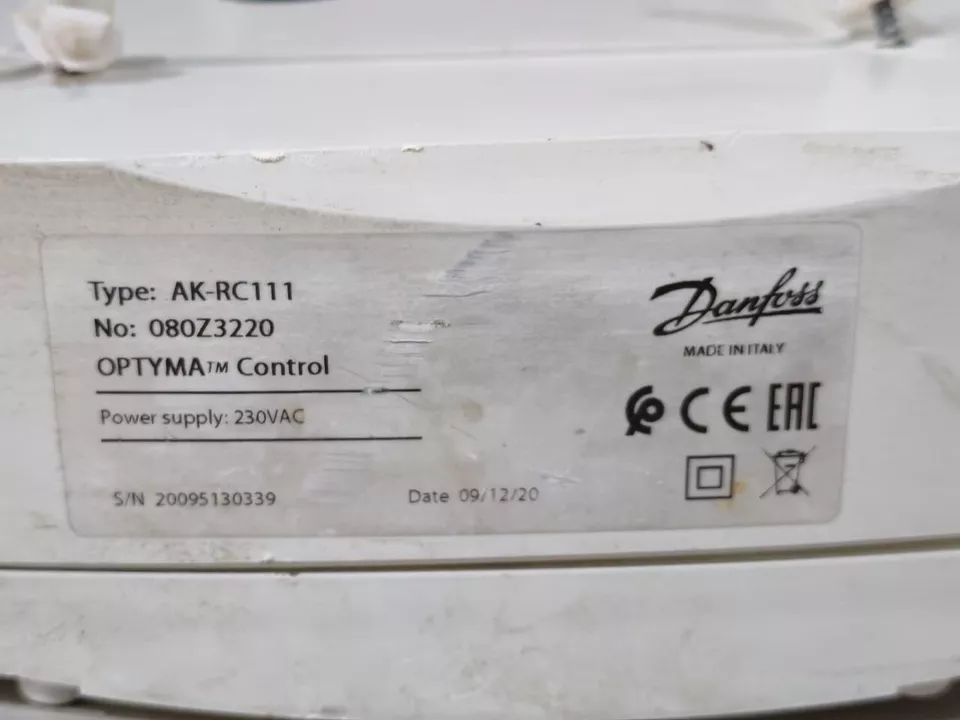 Type: AK-RC111
No: 080Z3220
OPTYMA™ Control
Power supply: 230VAC
S/N 20095130339
Date 09/12/20
Danfoss
MADE IN ITALY
CE EAC